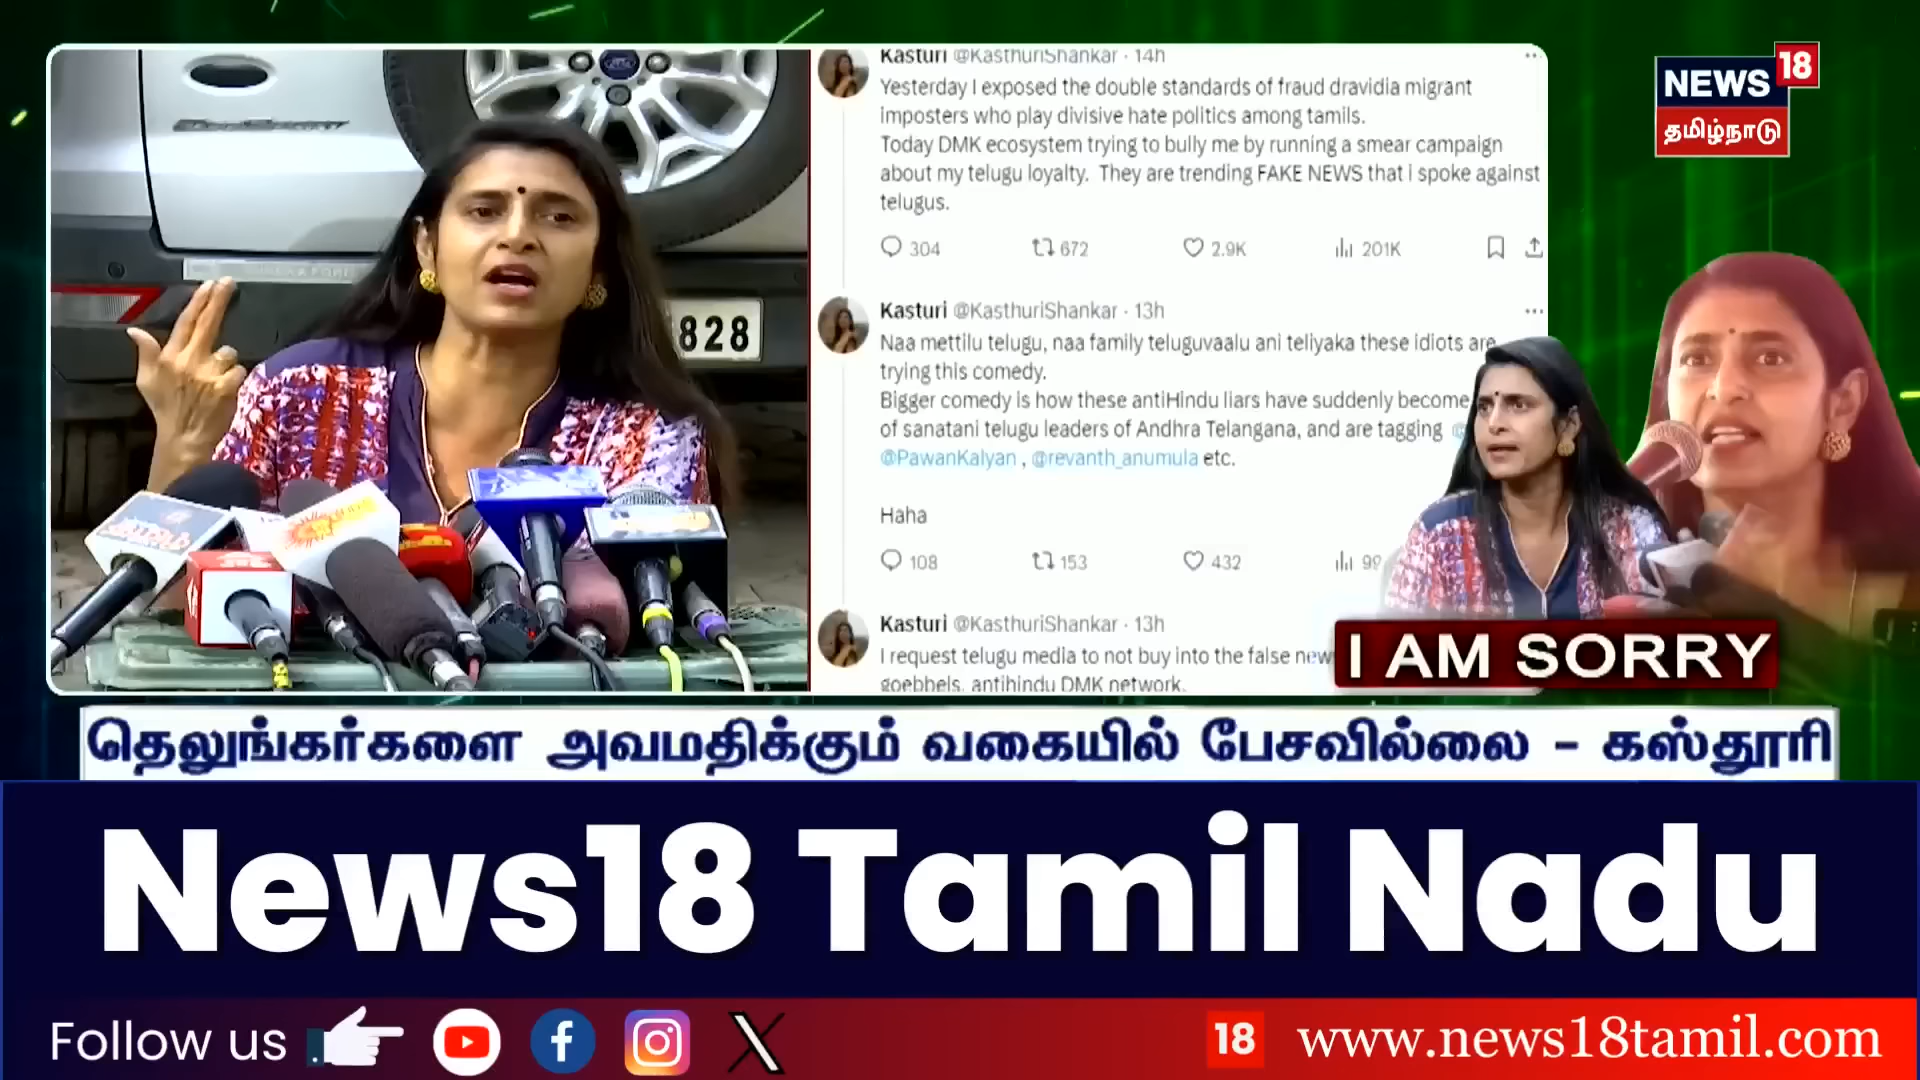 Kasturi @KasthuriShankar · 14h
Yesterday I exposed the double standards of fraud dravidia migrant
imposters who play divisive hate politics among tamils.
Today DMK ecosystem trying to bully me by running a smear campaign
about my telugu loyalty. They are trending FAKE NEWS that i spoke against
telugus.
304 672 2.9K 201K
Kasturi @KasthuriShankar · 13h
Naa mettilu telugu, naa family teluguvaalu ani teliyaka these idiots are
trying this comedy.
Bigger comedy is how these antiHindu liars have suddenly become
of sanatani telugu leaders of Andhra Telangana, and are tagging
@PawanKalyan , @revanth_anumula etc.
Haha
108 153 432 99
Kasturi @KasthuriShankar · 13h
I request telugu media to not buy into the false new
goebbels, antihindu DMK network.
828
NEWS 18
தமிழ்நாடு
I AM SORRY
தெலுங்கர்களை அவமதிக்கும் வகையில் பேசவில்லை - கஸ்தூரி
News18 Tamil Nadu
Follow us
18 www.news18tamil.com